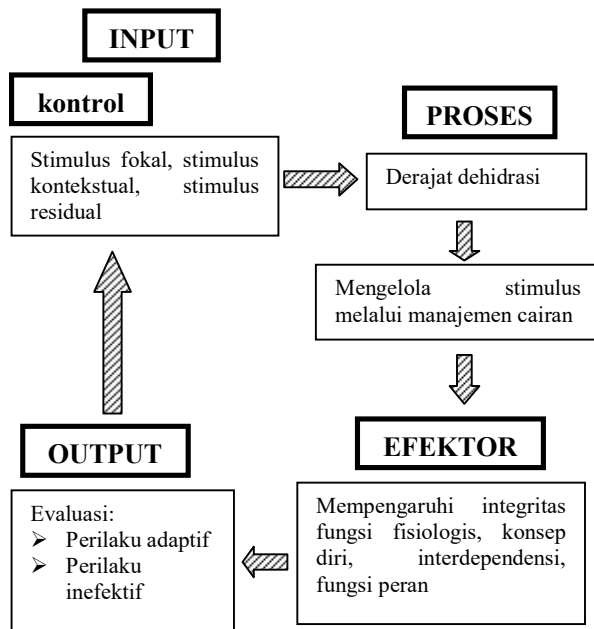 INPUT
kontrol
Stimulus fokal, stimulus
kontekstual, stimulus
residual
PROSES
Derajat dehidrasi
Mengelola stimulus
melalui manajemen cairan
EFEKTOR
Mempengaruhi integritas
fungsi fisiologis, konsep
diri, interdependensi,
fungsi peran
OUTPUT
Evaluasi:
➢ Perilaku adaptif
➢ Perilaku
inefektif